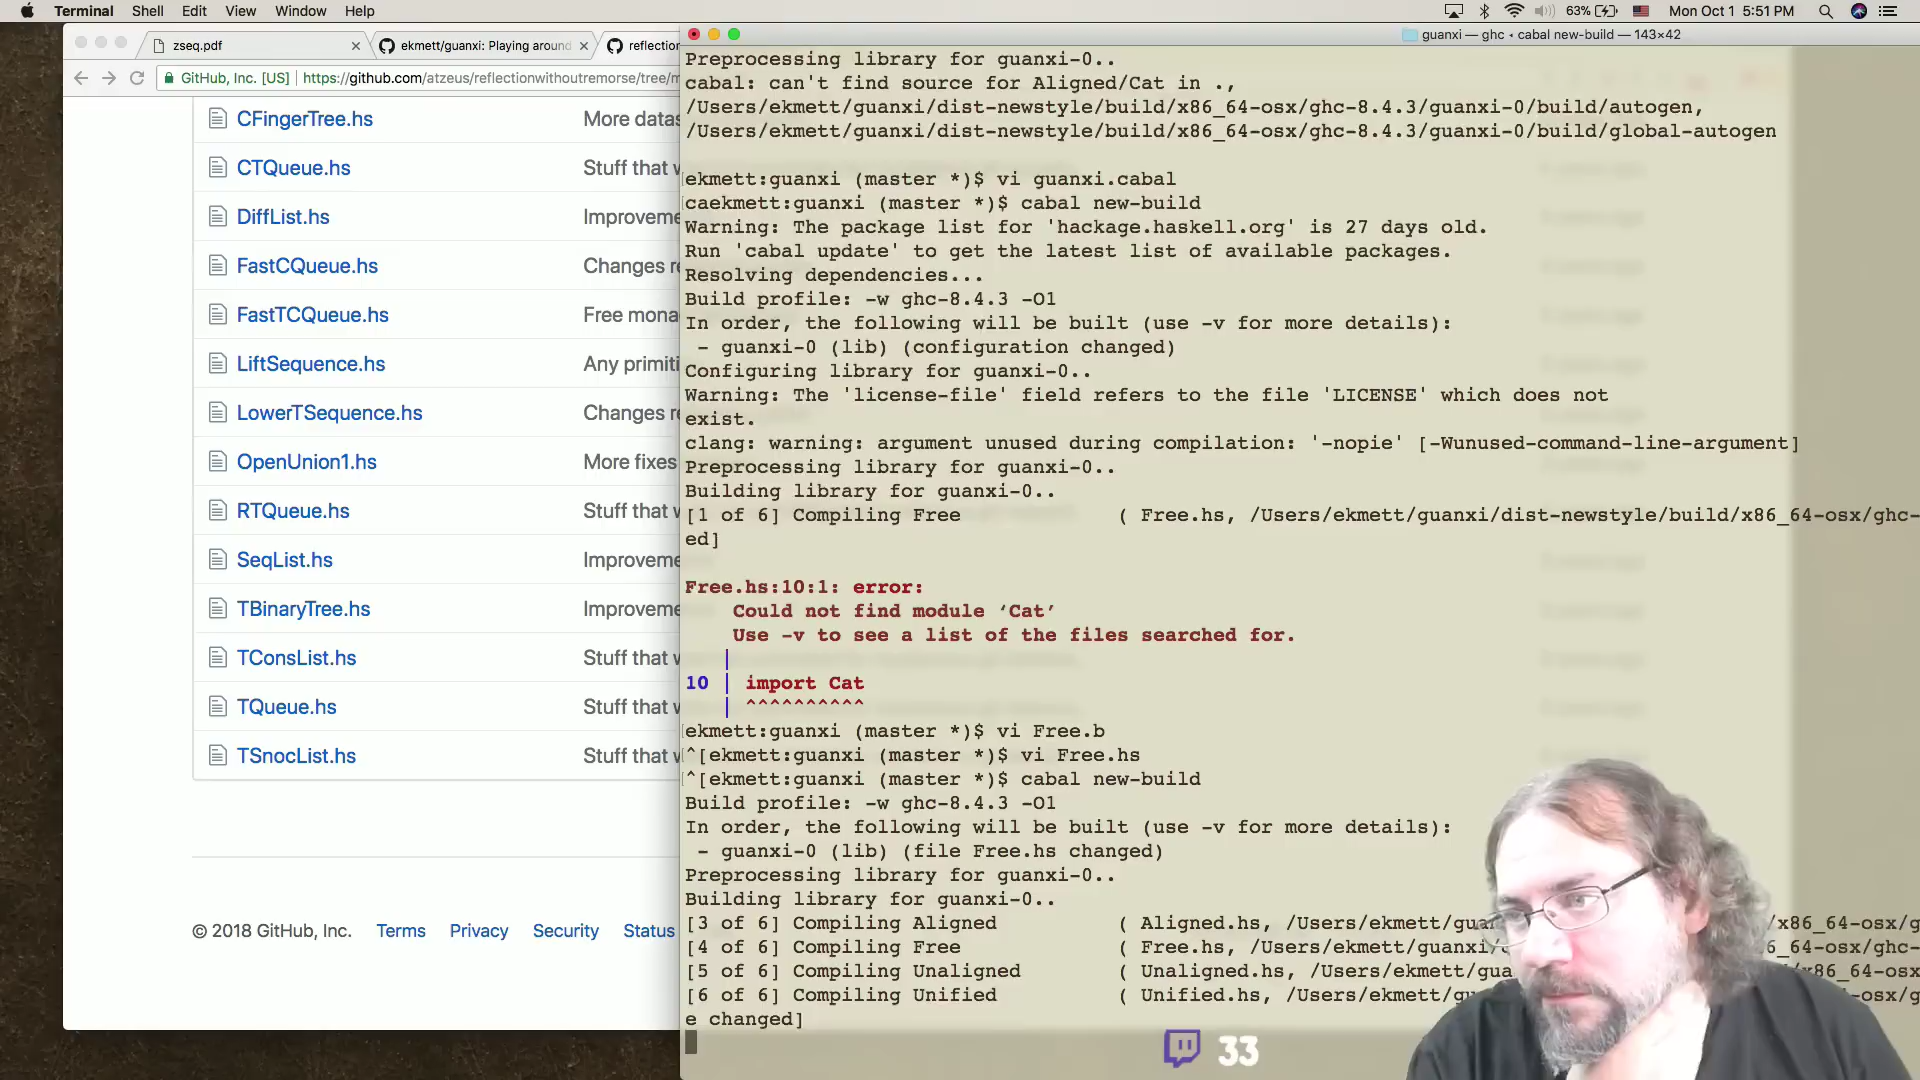 Terminal Shell Edit View Window Help
63% Mon Oct 1 5:51 PM
zseq.pdf
ekmett/guanxi: Playing around
reflection
GitHub, Inc. [US] https://github.com/atzeus/reflectionwithoutremorse/tree/m
CFingerTree.hs More datas
CTQueue.hs Stuff that w
DiffList.hs Improveme
FastCQueue.hs Changes re
FastTCQueue.hs Free mona
LiftSequence.hs Any primiti
LowerTSequence.hs Changes re
OpenUnion1.hs More fixes
RTQueue.hs Stuff that w
SeqList.hs Improveme
TBinaryTree.hs Improveme
TConsList.hs Stuff that w
TQueue.hs Stuff that w
TSnocList.hs Stuff that w
© 2018 GitHub, Inc. Terms Privacy Security Status
guanxi — ghc ◂ cabal new-build — 143×42
Preprocessing library for guanxi-0..
cabal: can't find source for Aligned/Cat in .,
/Users/ekmett/guanxi/dist-newstyle/build/x86_64-osx/ghc-8.4.3/guanxi-0/build/autogen,
/Users/ekmett/guanxi/dist-newstyle/build/x86_64-osx/ghc-8.4.3/guanxi-0/build/global-autogen
ekmett:guanxi (master *)$ vi guanxi.cabal
caekmett:guanxi (master *)$ cabal new-build
Warning: The package list for 'hackage.haskell.org' is 27 days old.
Run 'cabal update' to get the latest list of available packages.
Resolving dependencies...
Build profile: -w ghc-8.4.3 -O1
In order, the following will be built (use -v for more details):
- guanxi-0 (lib) (configuration changed)
Configuring library for guanxi-0..
Warning: The 'license-file' field refers to the file 'LICENSE' which does not
exist.
clang: warning: argument unused during compilation: '-nopie' [-Wunused-command-line-argument]
Preprocessing library for guanxi-0..
Building library for guanxi-0..
[1 of 6] Compiling Free ( Free.hs, /Users/ekmett/guanxi/dist-newstyle/build/x86_64-osx/ghc-
ed]
Free.hs:10:1: error:
Could not find module ‘Cat’
Use -v to see a list of the files searched for.
|
10 | import Cat
| ^^^^^^^^^^
ekmett:guanxi (master *)$ vi Free.b
^[ekmett:guanxi (master *)$ vi Free.hs
^[ekmett:guanxi (master *)$ cabal new-build
Build profile: -w ghc-8.4.3 -O1
In order, the following will be built (use -v for more details):
- guanxi-0 (lib) (file Free.hs changed)
Preprocessing library for guanxi-0..
Building library for guanxi-0..
[3 of 6] Compiling Aligned ( Aligned.hs, /Users/ekmett/guan /x86_64-osx/g
[4 of 6] Compiling Free ( Free.hs, /Users/ekmett/guanxi/ 6_64-osx/ghc-
[5 of 6] Compiling Unaligned ( Unaligned.hs, /Users/ekmett/gua x86_64-osx
[6 of 6] Compiling Unified ( Unified.hs, /Users/ekmett/gu -osx/g
e changed]
33